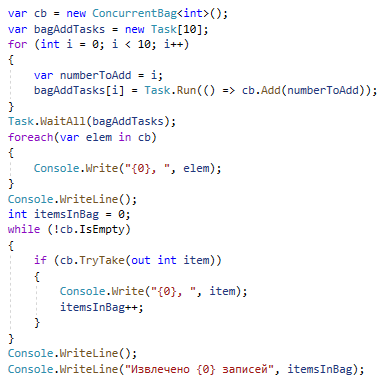 var cb = new ConcurrentBag<int>();
var bagAddTasks = new Task[10];
for (int i = 0; i < 10; i++)
{
    var numberToAdd = i;
    bagAddTasks[i] = Task.Run(() => cb.Add(numberToAdd));
}
Task.WaitAll(bagAddTasks);
foreach(var elem in cb)
{
    Console.Write("{0}, ", elem);
}
Console.WriteLine();
int itemsInBag = 0;
while (!cb.IsEmpty)
{
    if (cb.TryTake(out int item))
    {
        Console.Write("{0}, ", item);
        itemsInBag++;
    }
}
Console.WriteLine();
Console.WriteLine("Извлечено {0} записей", itemsInBag);